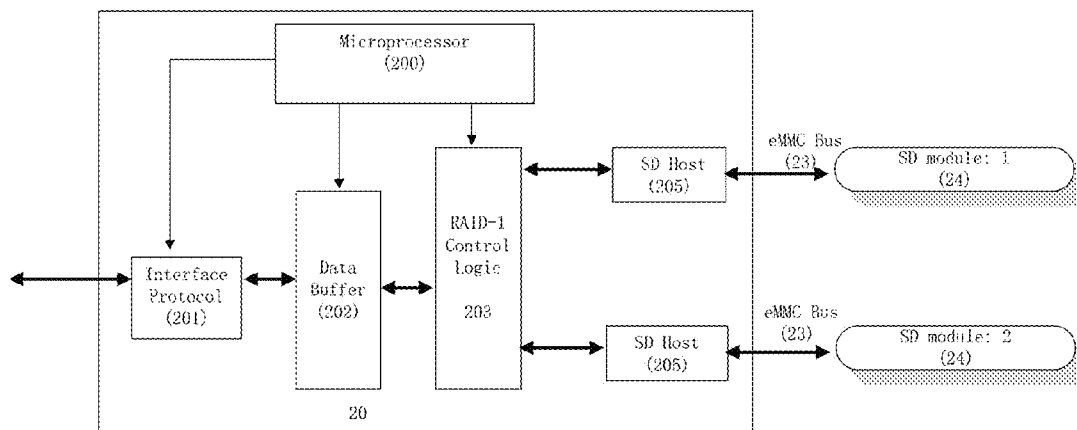 Microprocessor
(200)
eMMC Bus
(23)
SD module: 1
(24)
SD Host
(205)
RAID-1
Control
Logic
203
Interface
Protocol
(201)
Data
Buffer
(202)
eMMC Bus
(23)
SD module: 2
(24)
SD Host
(205)
20